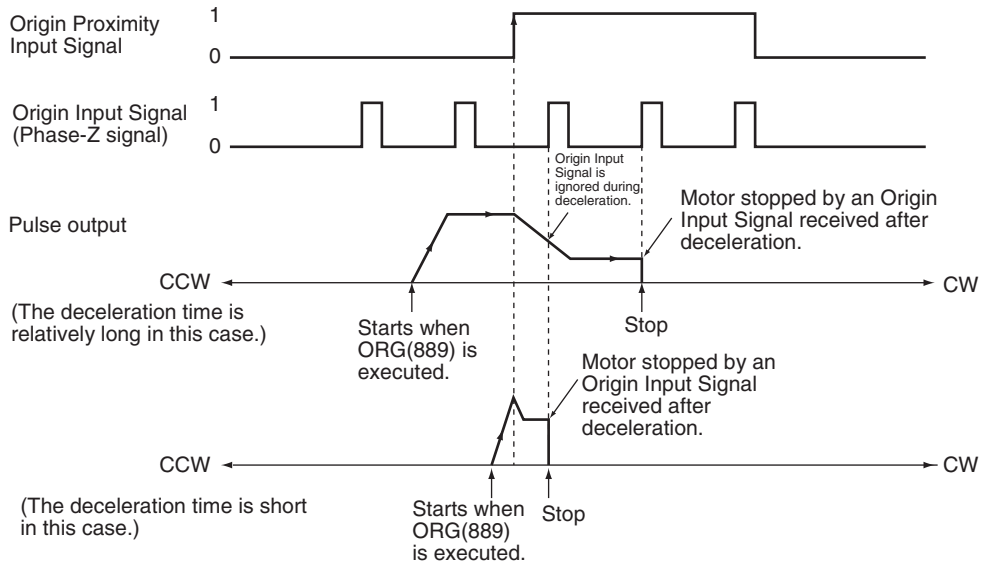 Origin Proximity
Input Signal
1
0
Origin Input Signal
(Phase-Z signal)
1
0
Origin Input
Signal is
ignored during
deceleration.
Motor stopped by an Origin
Input Signal received after
deceleration.
Pulse output
CCW
CW
(The deceleration time is
relatively long in this case.)
Starts when
ORG(889) is
executed.
Stop
Motor stopped by an
Origin Input Signal
received after
deceleration.
CCW
CW
(The deceleration time is short
in this case.)
Starts when
ORG(889)
is executed.
Stop